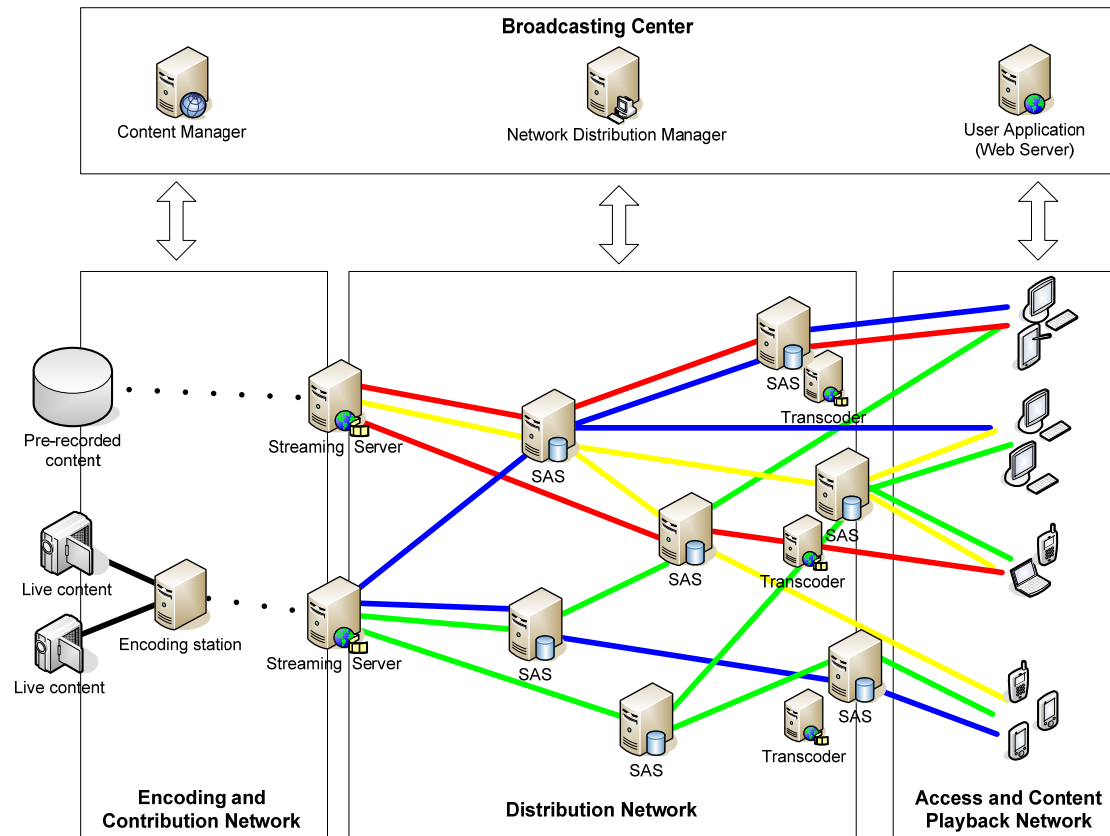 Broadcasting Center
Content Manager
Network Distribution Manager
User Application
(Web Server)
Pre-recorded
content
Live content
Live content
Encoding station
Streaming Server
Streaming Server
SAS
SAS
SAS
SAS
SAS
SAS
SAS
Transcoder
Transcoder
Transcoder
Encoding and
Contribution Network
Distribution Network
Access and Content
Playback Network